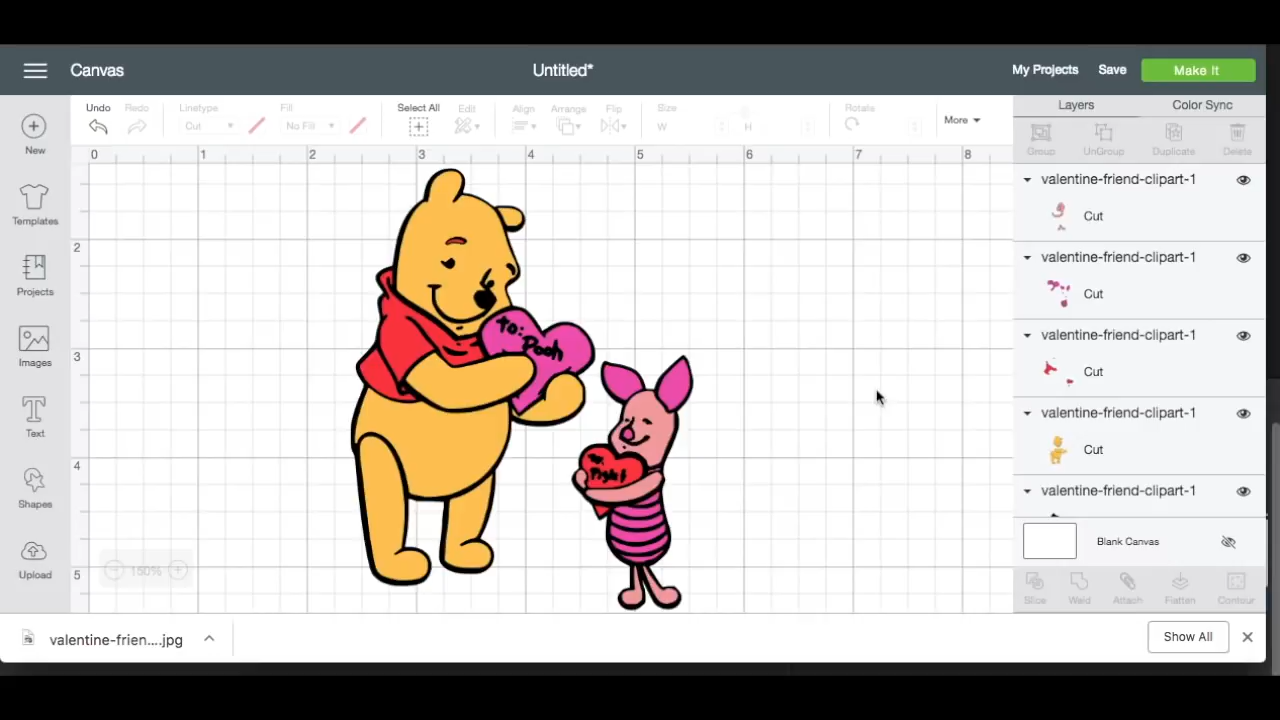 Canvas
Untitled*
My Projects
Save
Make It
Undo
Redo
Linetype
Cut
Fill
No Fill
Select All
Edit
Align
Arrange
Flip
Size
W
H
Rotate
More
Layers
Color Sync
Group
UnGroup
Duplicate
Delete
New
Templates
Projects
Images
Text
Shapes
Upload
0 1 2 3 4 5 6 7 8
2
3
4
5
to:
Pooh
to:
150%
valentine-friend-clipart-1
Cut
valentine-friend-clipart-1
Cut
valentine-friend-clipart-1
Cut
valentine-friend-clipart-1
Cut
valentine-friend-clipart-1
Blank Canvas
Slice
Weld
Attach
Flatten
Contour
valentine-frien....jpg
Show All